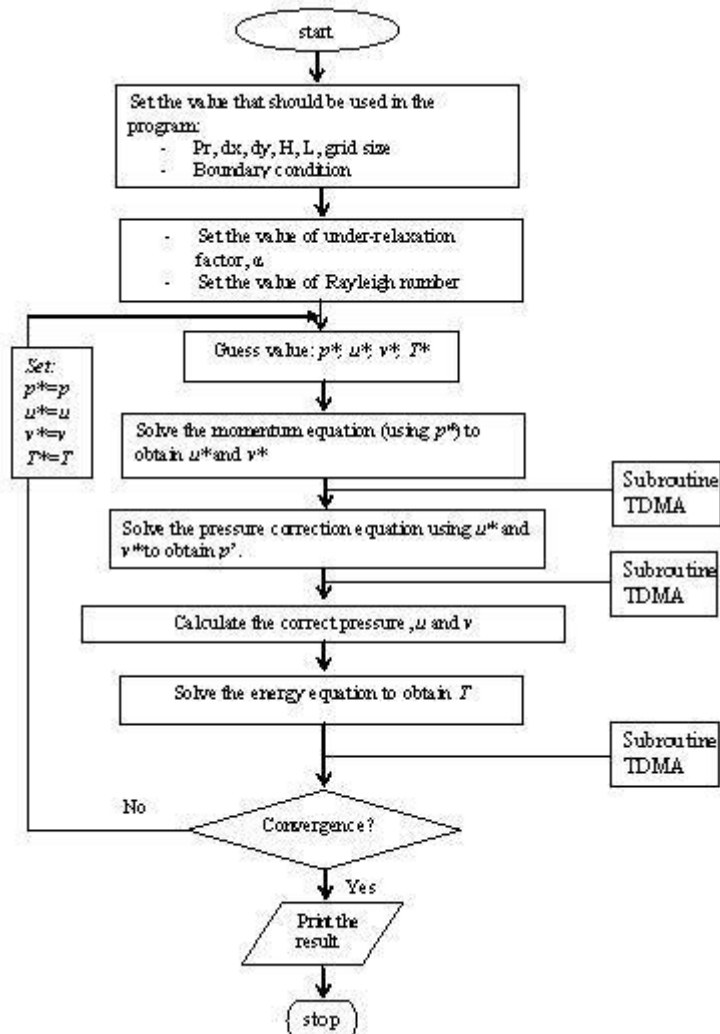 start
Set the value that should be used in the
program:
- Pr, dx, dy, H, L, grid size
- Boundary condition
- Set the value of under-relaxation
factor, α
- Set the value of Rayleigh number
Set:
p*=p
u*=u
v*=v
T*=T
Guess value: p*, u*, v*, T*
Solve the momentum equation (using p*) to
obtain u* and v*
Subroutine
TDMA
Solve the pressure correction equation using u* and
v* to obtain p'.
Subroutine
TDMA
Calculate the correct pressure ,u and v
Solve the energy equation to obtain T
Subroutine
TDMA
No
Convergence?
Yes
Print the
result
stop